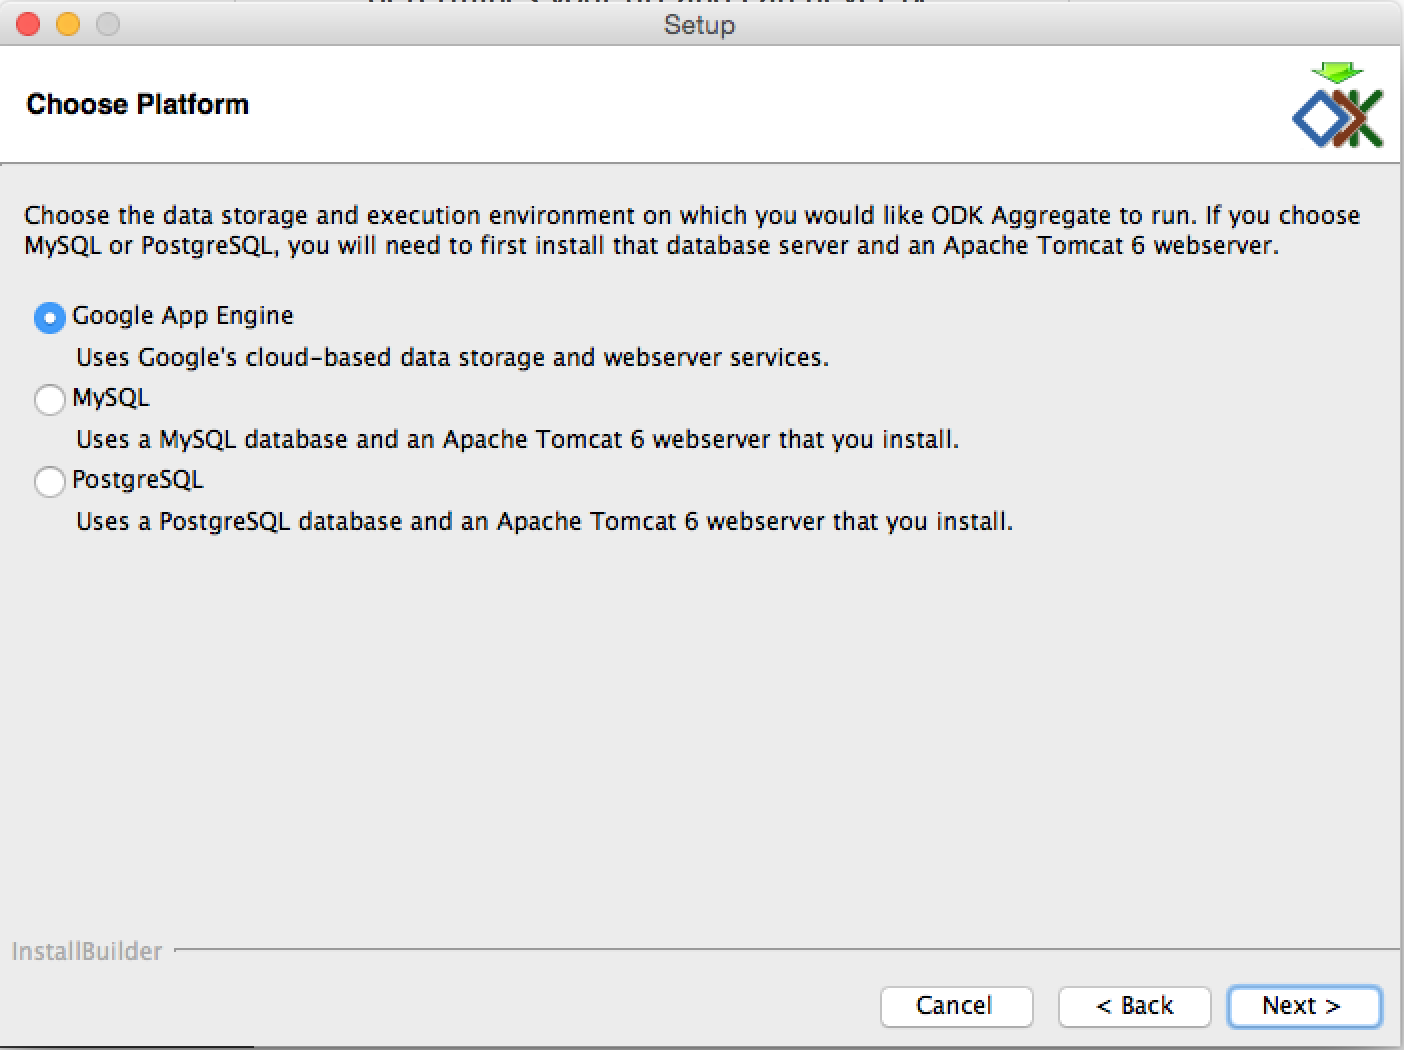 Setup
Choose Platform
Choose the data storage and execution environment on which you would like ODK Aggregate to run. If you choose
MySQL or PostgreSQL, you will need to first install that database server and an Apache Tomcat 6 webserver.
Google App Engine
Uses Google's cloud-based data storage and webserver services.
MySQL
Uses a MySQL database and an Apache Tomcat 6 webserver that you install.
PostgreSQL
Uses a PostgreSQL database and an Apache Tomcat 6 webserver that you install.
InstallBuilder
Cancel
< Back
Next >